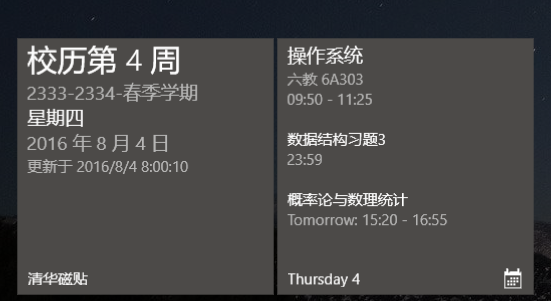 校历第 4 周
2333-2334-春季学期
星期四
2016 年 8 月 4 日
更新于 2016/8/4 8:00:10
清华磁贴
操作系统
六教 6A303
09:50 - 11:25
数据结构习题3
23:59
概率论与数理统计
Tomorrow: 15:20 - 16:55
Thursday 4